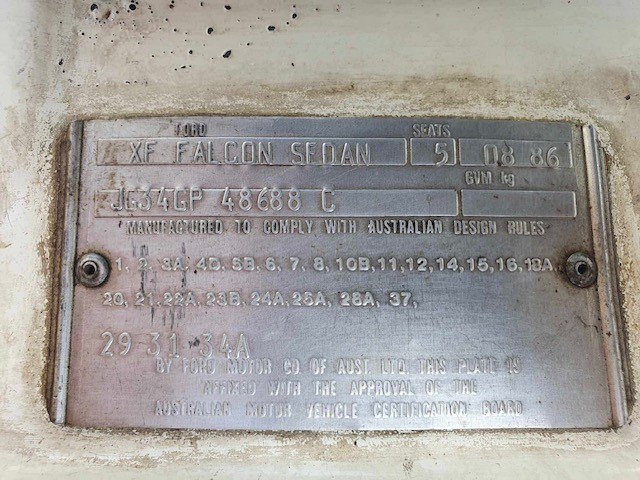 FORD SEATS
XF FALCON SEDAN 5 08 86
GVM kg
JG34GP 48688 C
MANUFACTURED TO COMPLY WITH AUSTRALIAN DESIGN RULES
1, 2, 3A, 4D, 5B, 6, 7, 8, 10B, 11, 12, 14, 15, 16, 18A,
20, 21, 22A, 23B, 24A, 25A, 28A, 37,
29 31 34A
BY FORD MOTOR CO. OF AUST. LTD. THIS PLATE IS
AFFIXED WITH THE APPROVAL OF THE
AUSTRALIAN MOTOR VEHICLE CERTIFICATION BOARD